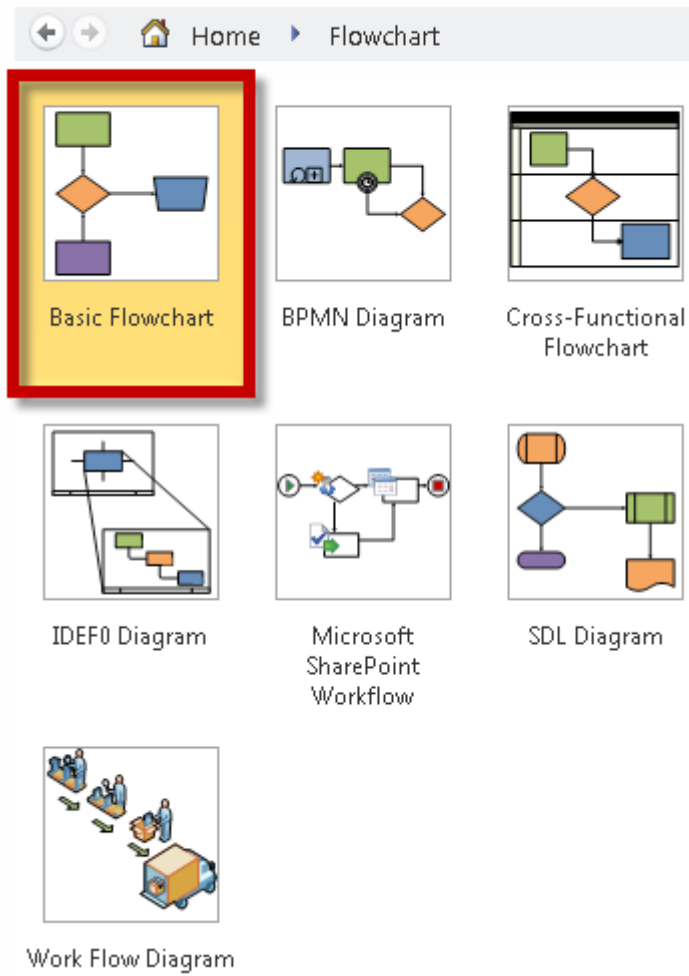 Home Flowchart
Basic Flowchart
BPMN Diagram
Cross-Functional
Flowchart
IDEF0 Diagram
Microsoft
SharePoint
Workflow
SDL Diagram
Work Flow Diagram